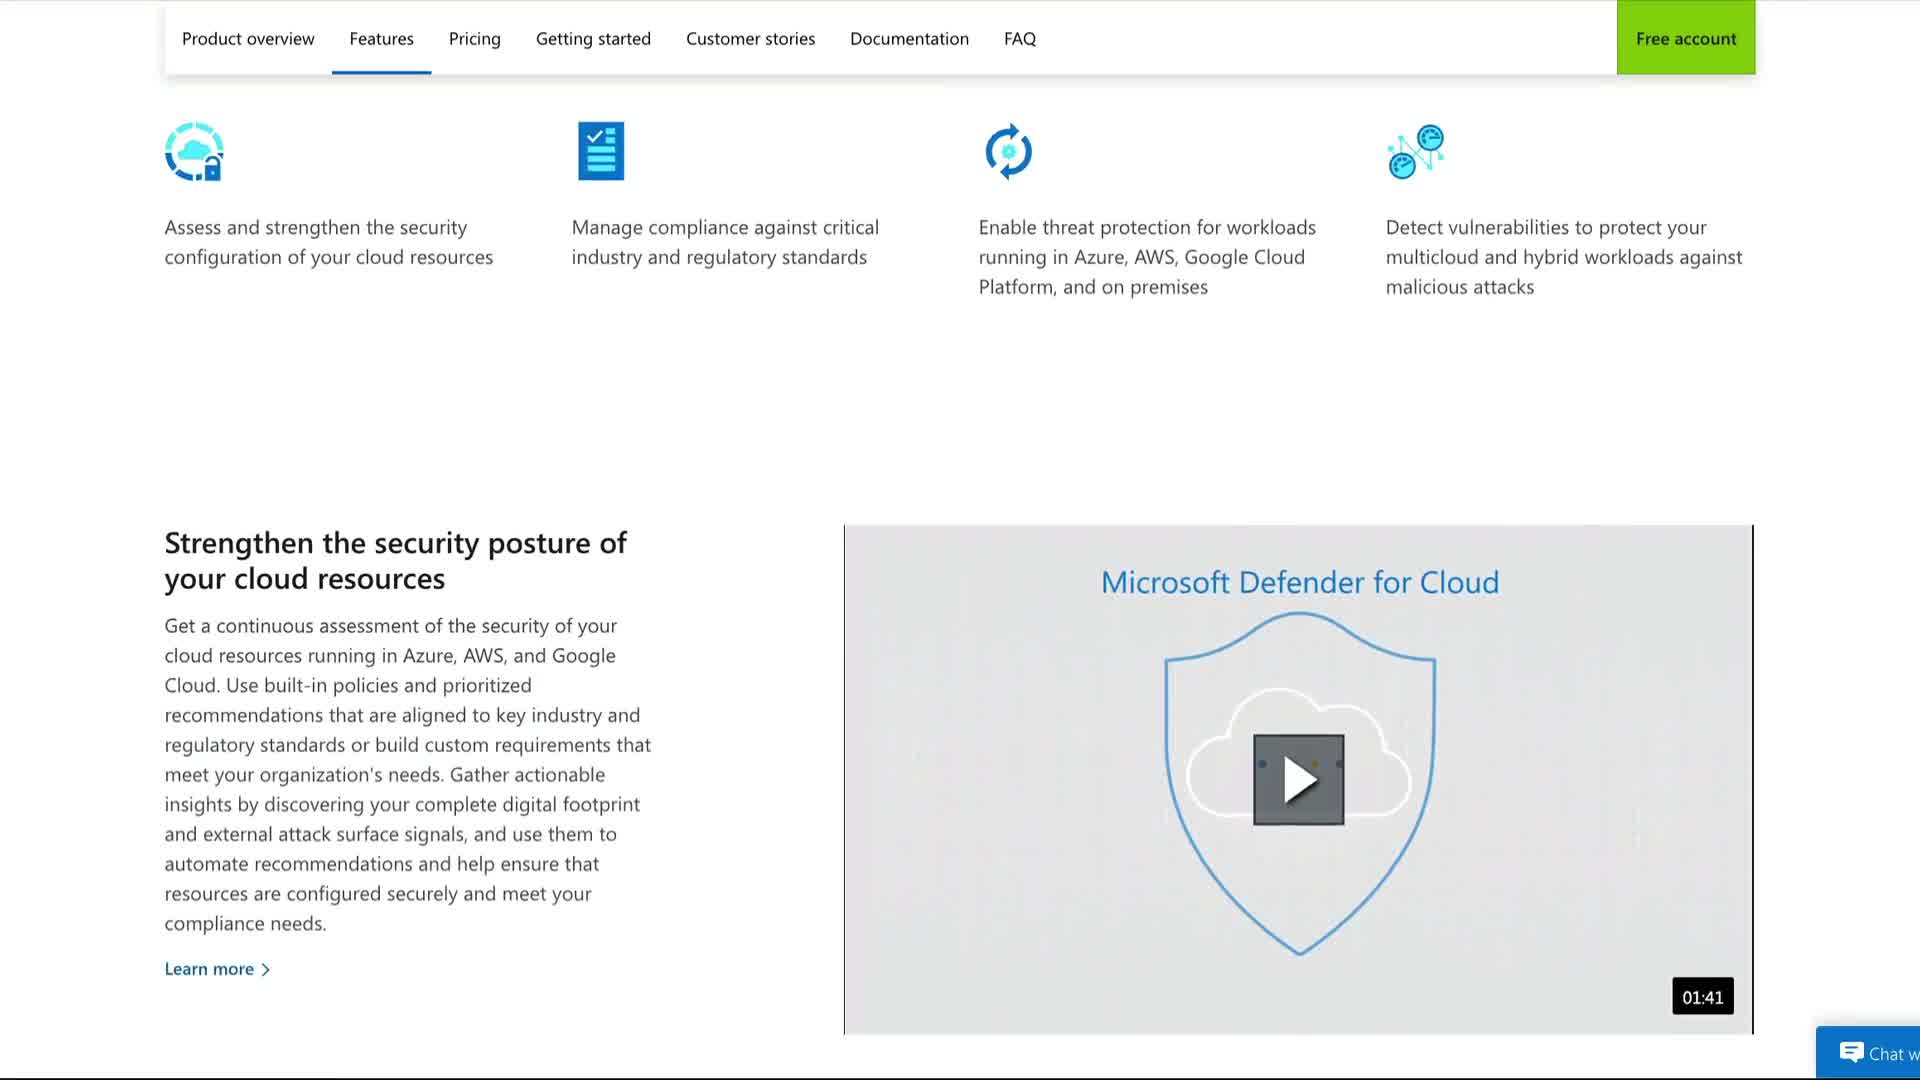 Product overview Features Pricing Getting started Customer stories Documentation FAQ Free account
Assess and strengthen the security
configuration of your cloud resources
Manage compliance against critical
industry and regulatory standards
Enable threat protection for workloads
running in Azure, AWS, Google Cloud
Platform, and on premises
Detect vulnerabilities to protect your
multicloud and hybrid workloads against
malicious attacks
Strengthen the security posture of
your cloud resources
Get a continuous assessment of the security of your
cloud resources running in Azure, AWS, and Google
Cloud. Use built-in policies and prioritized
recommendations that are aligned to key industry and
regulatory standards or build custom requirements that
meet your organization's needs. Gather actionable
insights by discovering your complete digital footprint
and external attack surface signals, and use them to
automate recommendations and help ensure that
resources are configured securely and meet your
compliance needs.
Learn more
Microsoft Defender for Cloud
01:41
Chat w